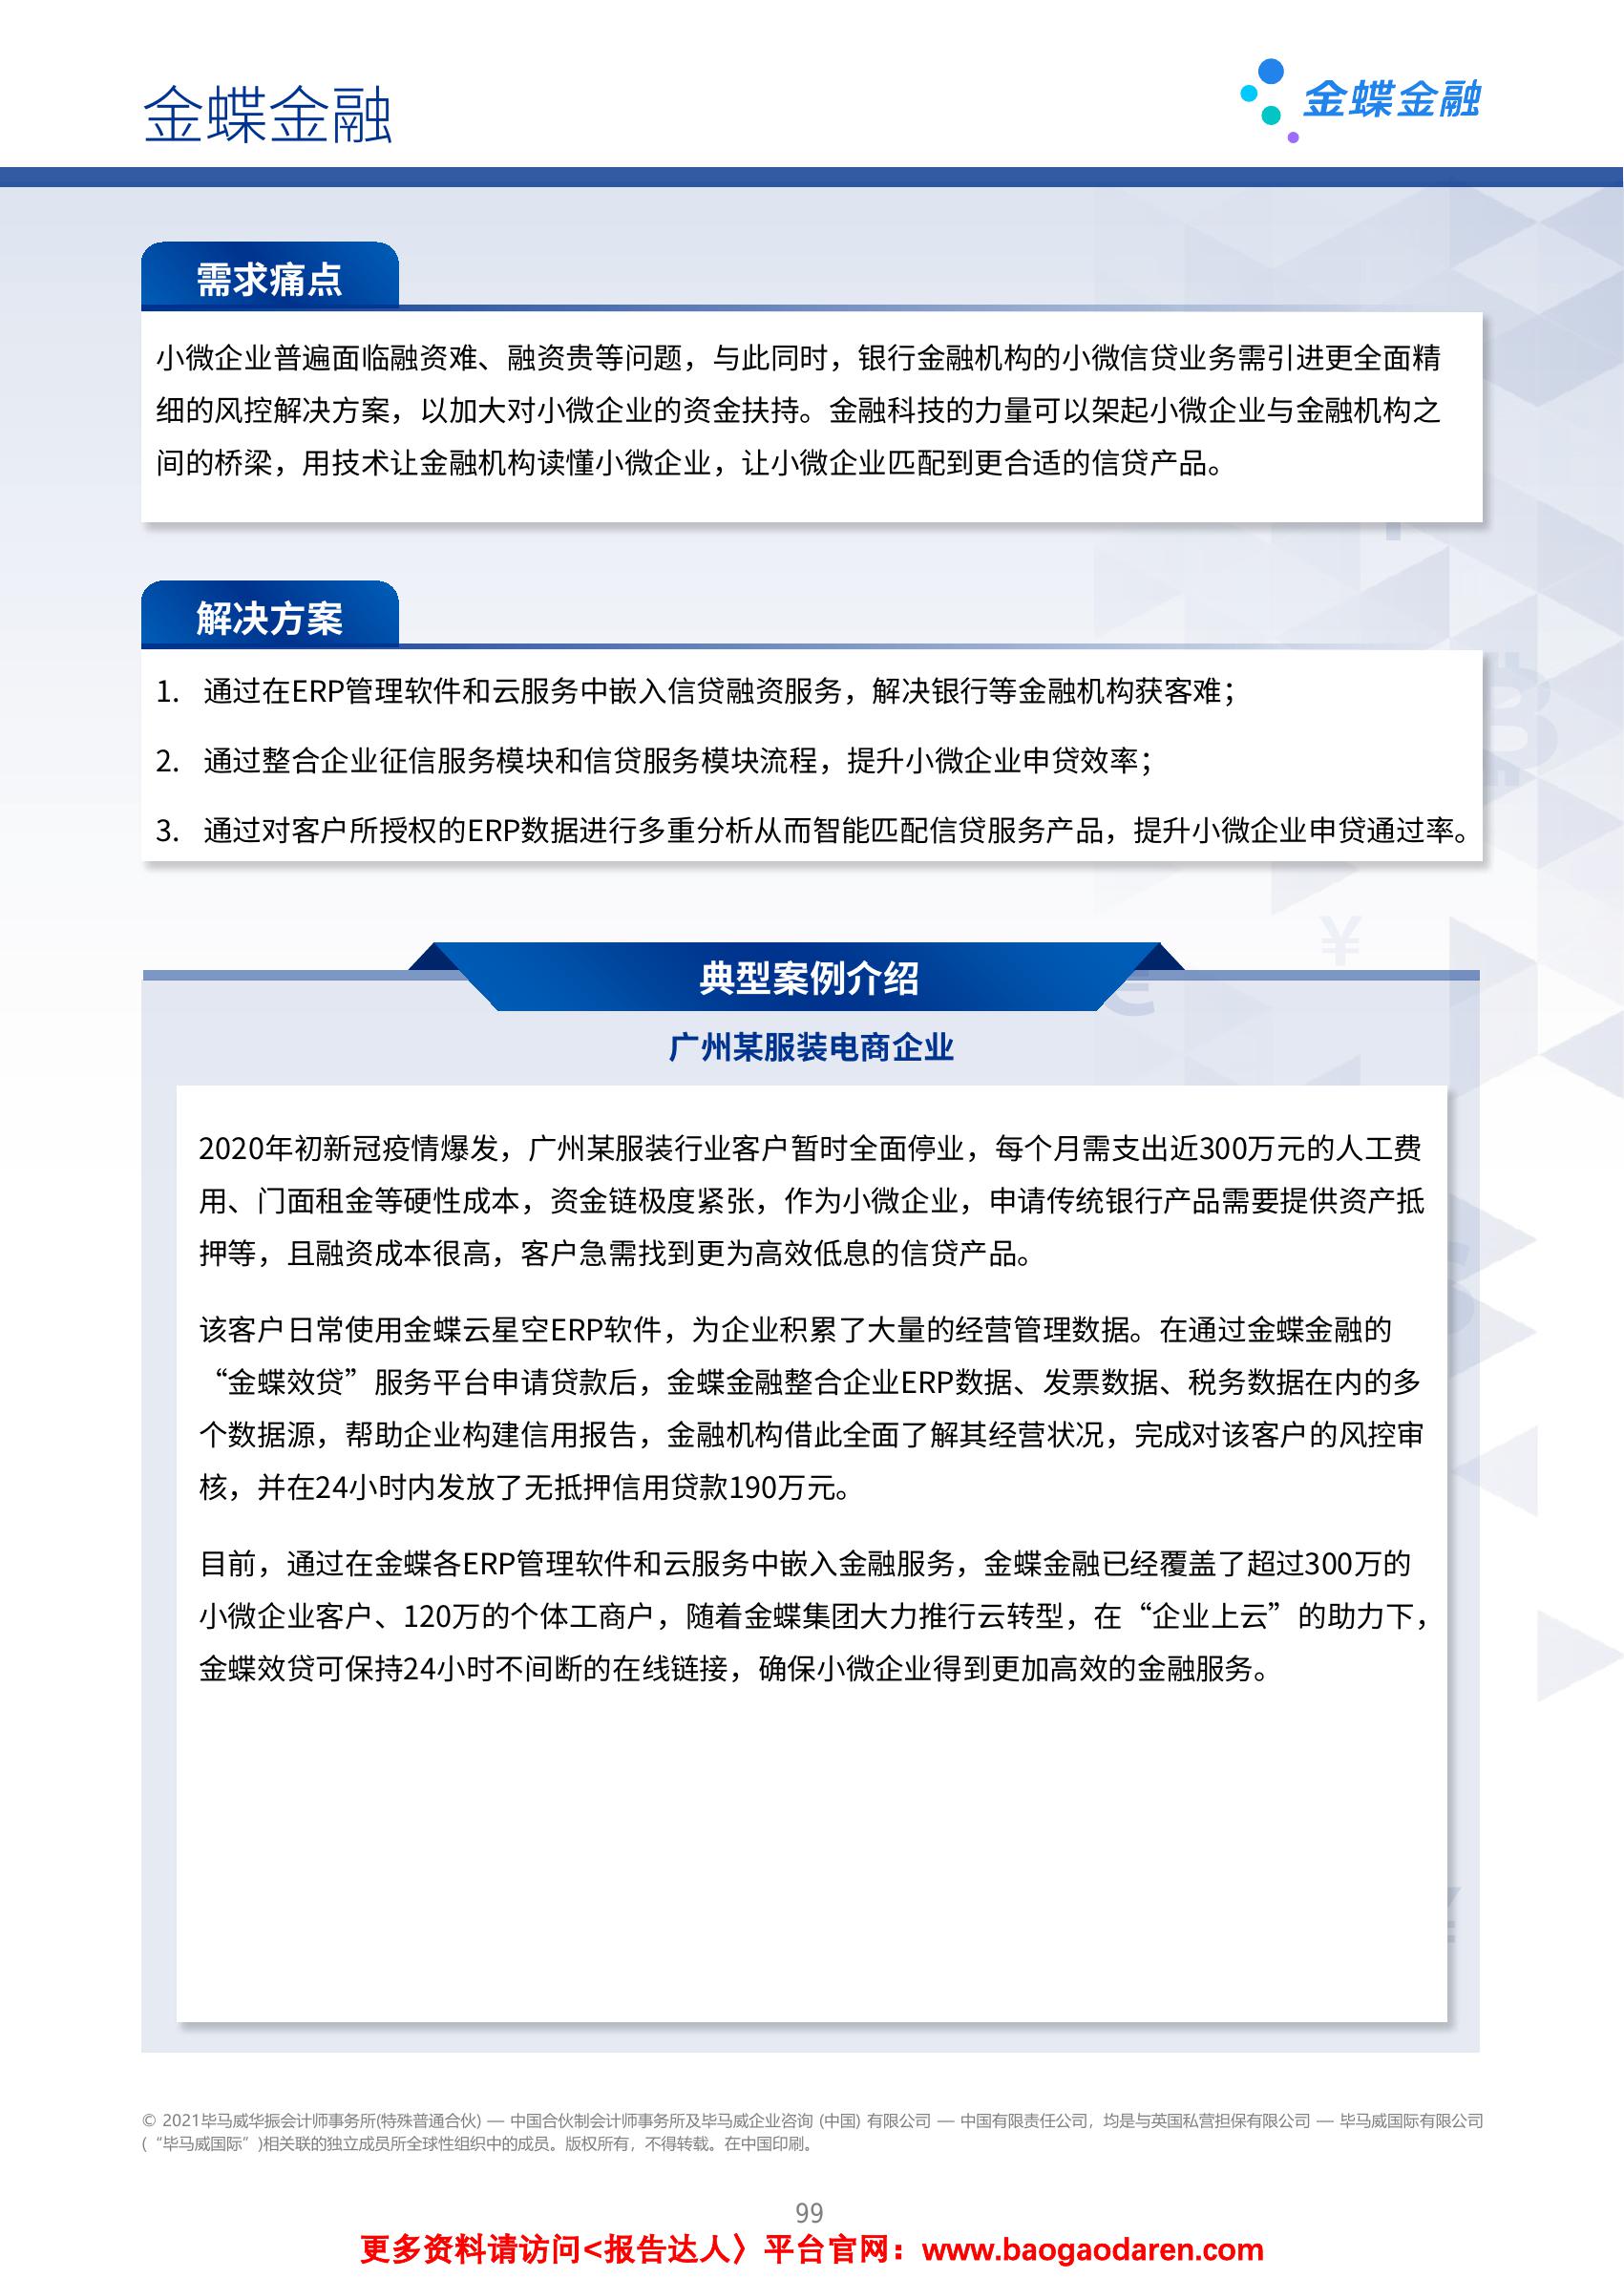 金蝶金融
金蝶金融
需求痛点
小微企业普遍面临融资难、融资贵等问题，与此同时，银行金融机构的小微信贷业务需引进更全面精
细的风控解决方案，以加大对小微企业的资金扶持。金融科技的力量可以架起小微企业与金融机构之
间的桥梁，用技术让金融机构读懂小微企业，让小微企业匹配到更合适的信贷产品。
解决方案
1. 通过在ERP管理软件和云服务中嵌入信贷融资服务，解决银行等金融机构获客难；
2. 通过整合企业征信服务模块和信贷服务模块流程，提升小微企业申贷效率；
3. 通过对客户所授权的ERP数据进行多重分析从而智能匹配信贷服务产品，提升小微企业申贷通过率。
典型案例介绍
广州某服装电商企业
2020年初新冠疫情爆发，广州某服装行业客户暂时全面停业，每个月需支出近300万元的人工费
用、门面租金等硬性成本，资金链极度紧张，作为小微企业，申请传统银行产品需要提供资产抵
押等，且融资成本很高，客户急需找到更为高效低息的信贷产品。
该客户日常使用金蝶云星空ERP软件，为企业积累了大量的经营管理数据。在通过金蝶金融的
“金蝶效贷”服务平台申请贷款后，金蝶金融整合企业ERP数据、发票数据、税务数据在内的多
个数据源，帮助企业构建信用报告，金融机构借此全面了解其经营状况，完成对该客户的风控审
核，并在24小时内发放了无抵押信用贷款190万元。
目前，通过在金蝶各ERP管理软件和云服务中嵌入金融服务，金蝶金融已经覆盖了超过300万的
小微企业客户、120万的个体工商户，随着金蝶集团大力推行云转型，在“企业上云”的助力下，
金蝶效贷可保持24小时不间断的在线链接，确保小微企业得到更加高效的金融服务。
© 2021毕马威华振会计师事务所(特殊普通合伙) — 中国合伙制会计师事务所及毕马威企业咨询 (中国) 有限公司 — 中国有限责任公司，均是与英国私营担保有限公司 — 毕马威国际有限公司
(“毕马威国际”)相关联的独立成员所全球性组织中的成员。版权所有，不得转载。在中国印刷。
99
更多资料请访问<报告达人〉平台官网：www.baogaodaren.com